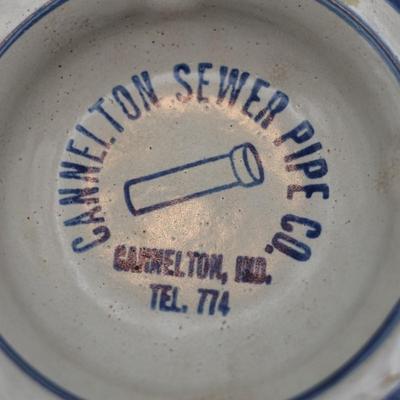 CANNELTON SEWER PIPE CO.
CANNELTON, IND.
TEL. 774